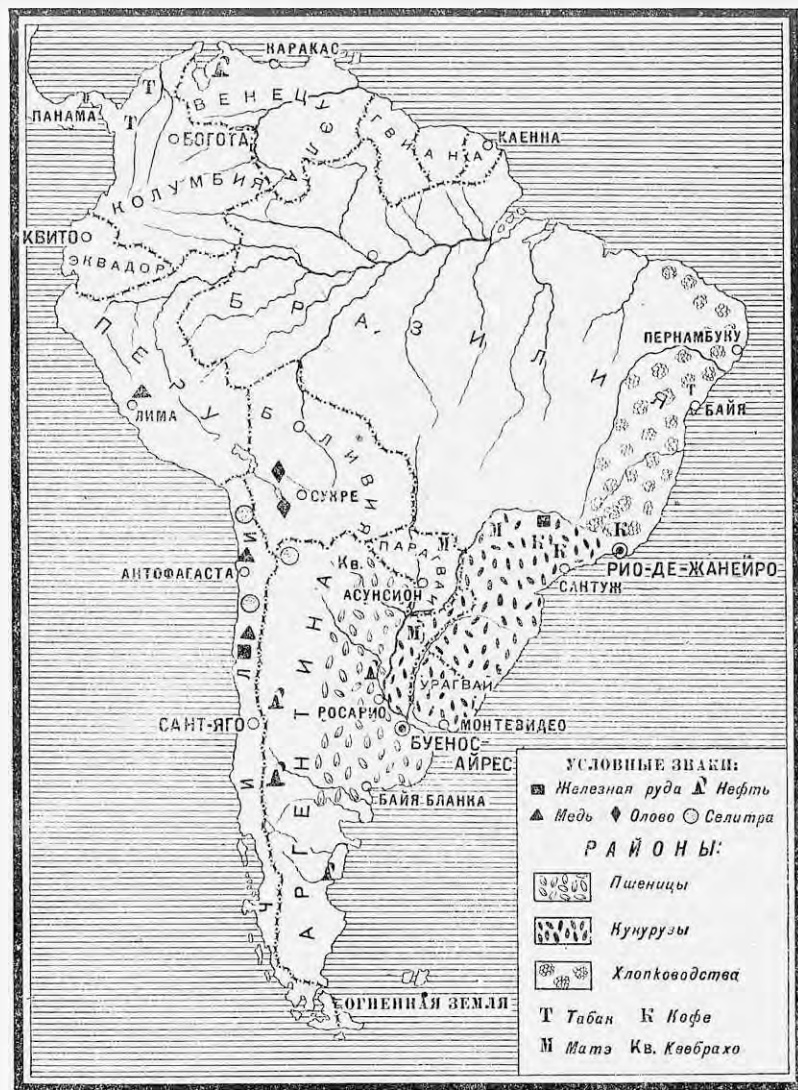 КАРАКАС
Т
ПАНАМА
Т
ВЕНЕЦУЭЛА
БОГОТА
ГВИАНА
КАЕННА
КОЛУМБИЯ
КВИТО
ЭКВАДОР
БРАЗИЛИЯ
ПЕРУ
ПЕРНАМБУКУ
ЛИМА
Т
БАЙЯ
БОЛИВИЯ
СУКРЕ
М
М
К
К
К
ПАРАГВАЙ
Кв.
РИО-ДЕ-ЖАНЕЙРО
АНТОФАГАСТА
САНТУЖ
АСУНСИОН
М
ЧИЛИ
АРГЕНТИНА
УРАГВАЙ
РОСАРИО
САНТ-ЯГО
МОНТЕВИДЕО
БУЕНОС-
АЙРЕС
БАЙЯ БЛАНКА
ОГНЕННАЯ ЗЕМЛЯ
УСЛОВНЫЕ ЗНАКИ:
Железная руда Нефть
Медь Олово Селитра
РАЙОНЫ:
Пшеницы
Кукурузы
Хлопководства
Т Табак К Кофе
М Матэ Кв. Квебрахо